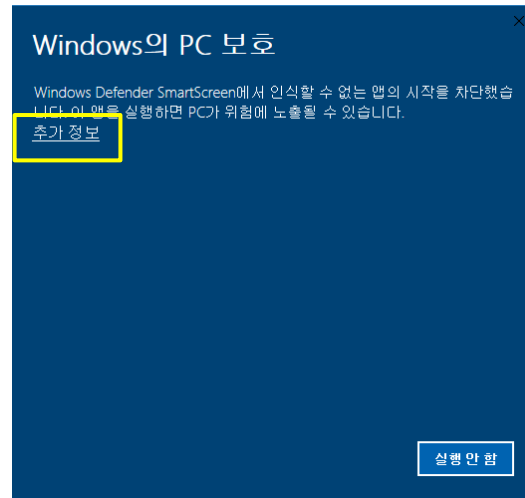 Windows의 PC 보호
Windows Defender SmartScreen에서 인식할 수 없는 앱의 시작을 차단했습
니다. 이 앱을 실행하면 PC가 위험에 노출될 수 있습니다.
추가 정보
실행 안 함